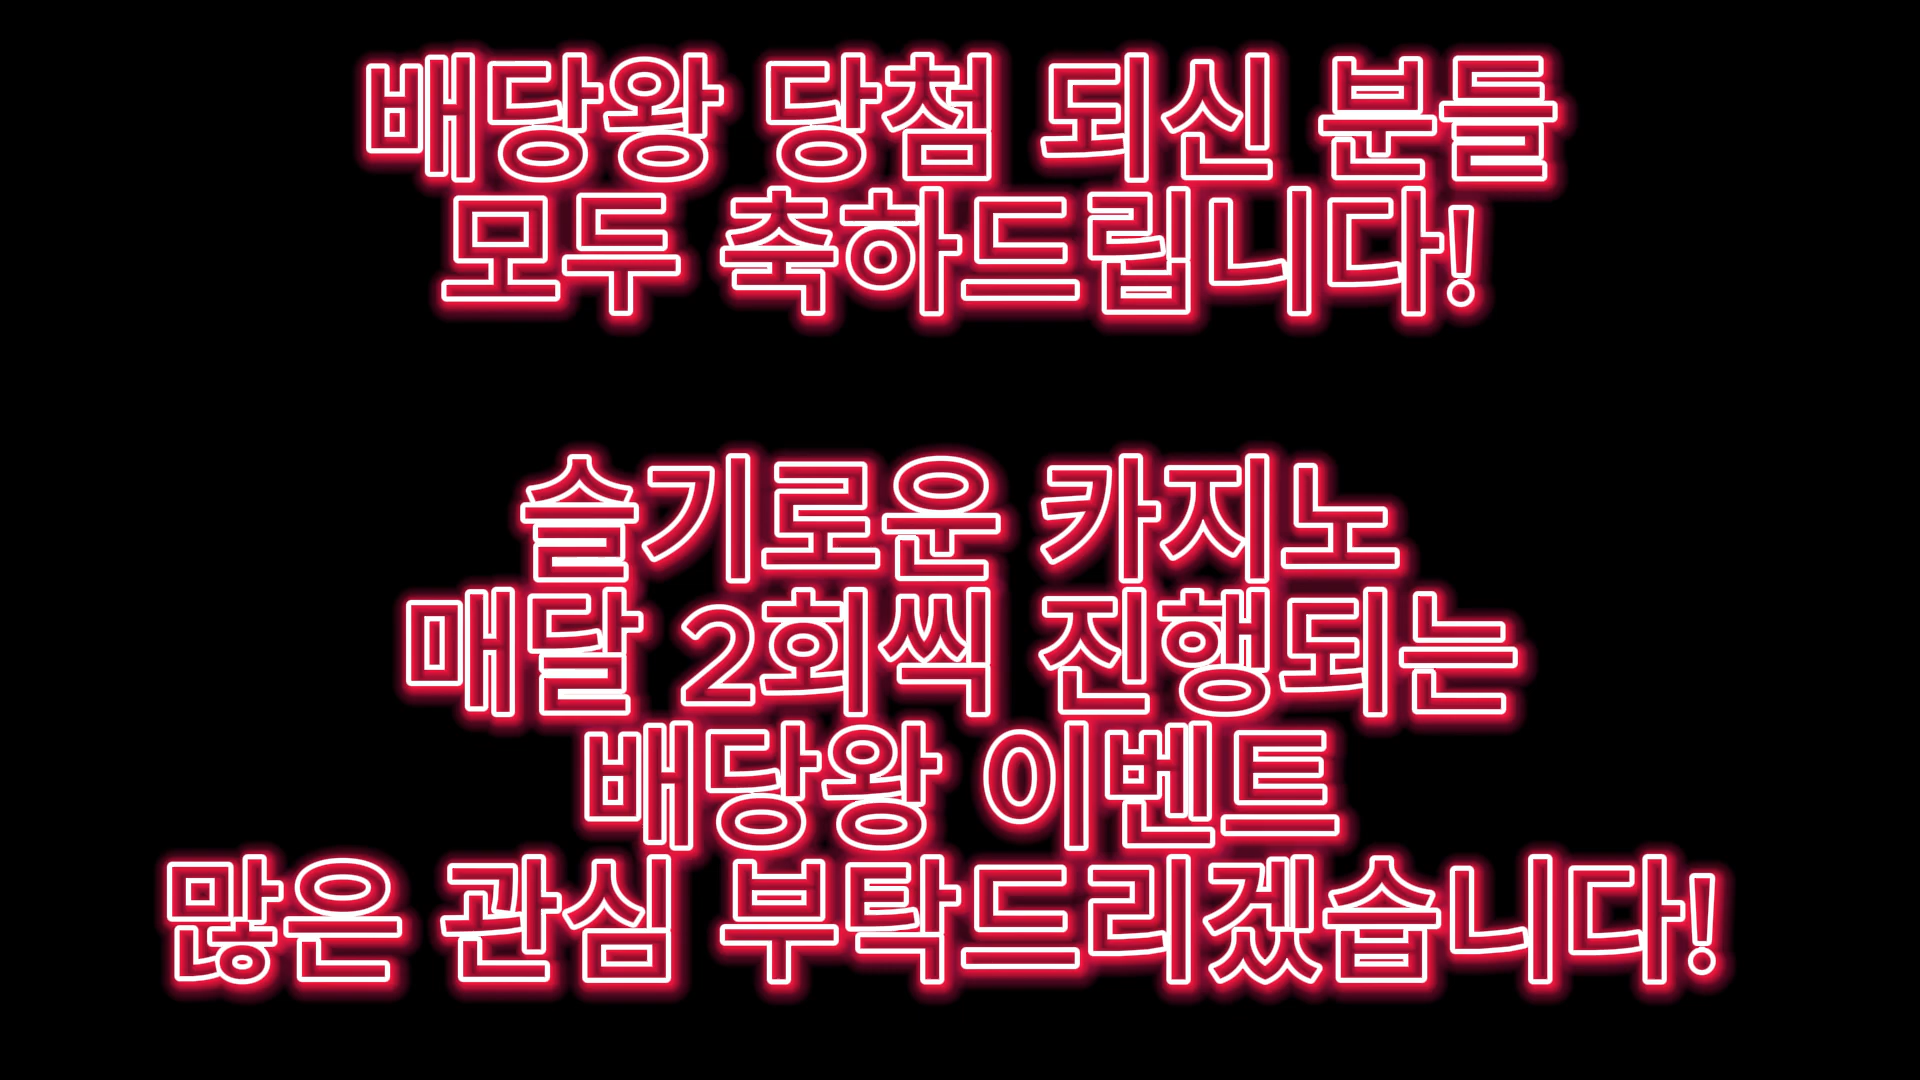 배당왕 당첨 되신 분들
모두 축하드립니다!
슬기로운 카지노
매달 2회씩 진행되는
배당왕 이벤트
많은 관심 부탁드리겠습니다!